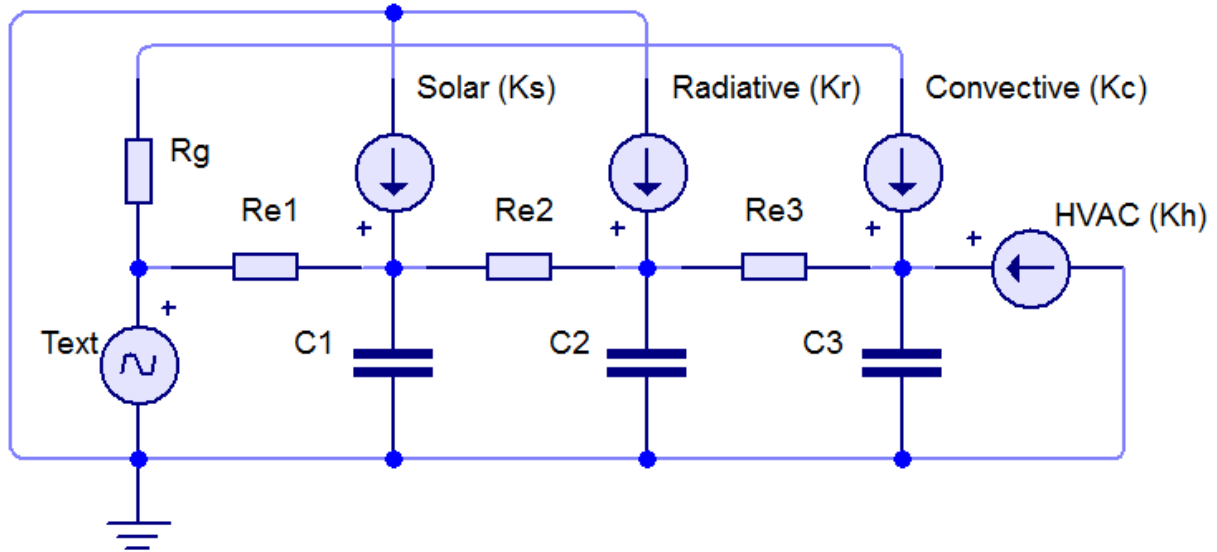 Solar (Ks)
Radiative (Kr)
Convective (Kc)
Rg
Re1
+
Re2
+
Re3
+
HVAC (Kh)
+
+
Text
C1
C2
C3